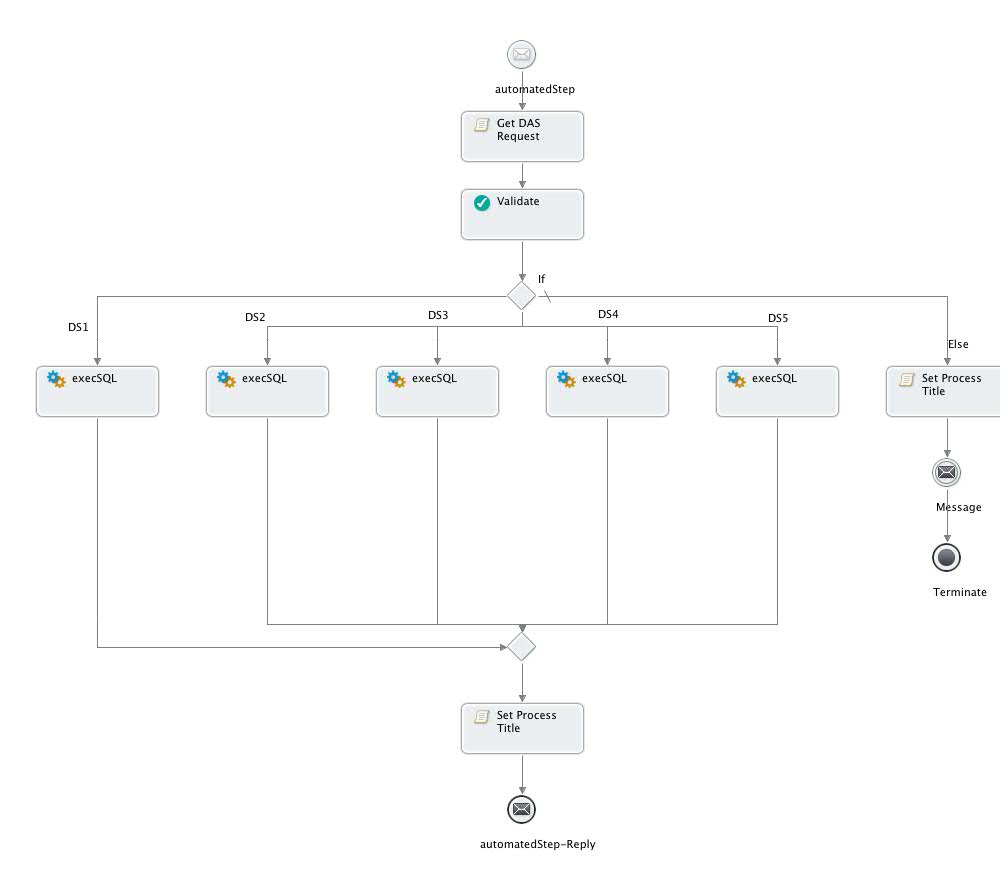 automatedStep
Get DAS
Request
Validate
If
DS1
DS2
DS3
DS4
DS5
Else
execSQL
execSQL
execSQL
execSQL
execSQL
Set Process
Title
Message
Terminate
Set Process
Title
automatedStep-Reply